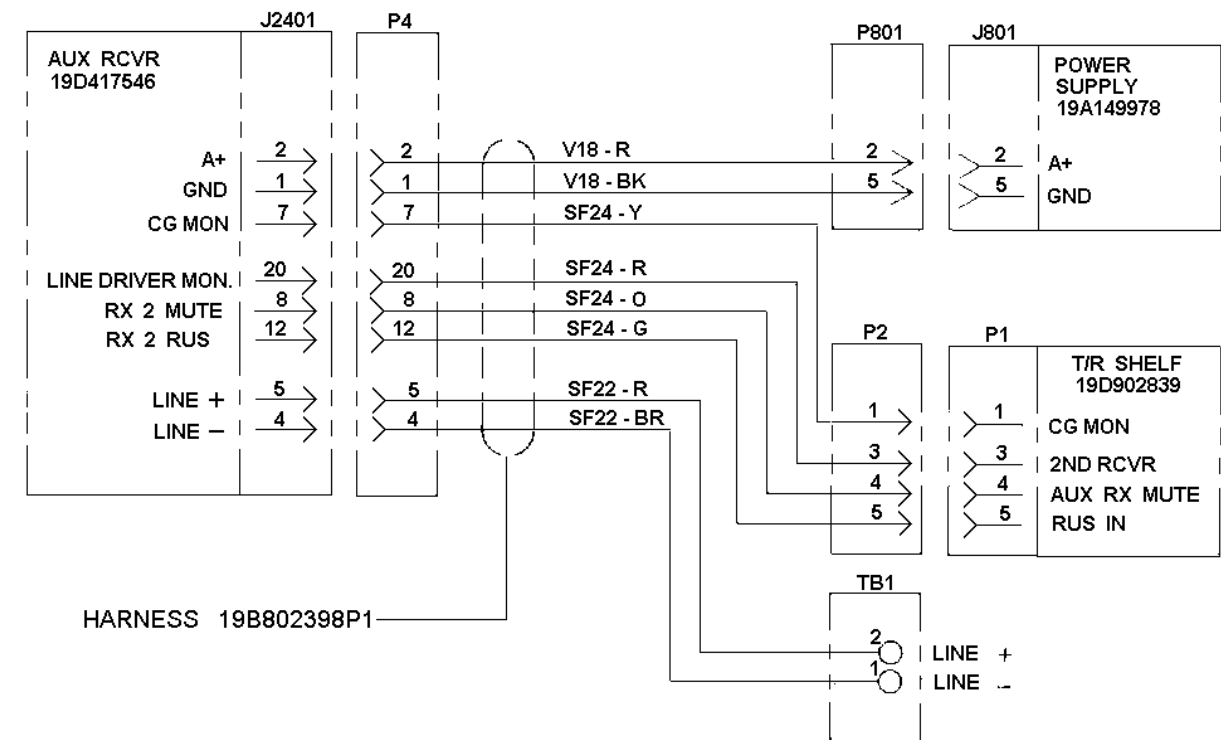 J2401
P4
P801
J801
AUX RCVR
19D417546
POWER
SUPPLY
19A149978
A+ 2 2 V18 - R 2 2 A+
GND 1 1 V18 - BK 5 5 GND
CG MON 7 7 SF24 - Y
LINE DRIVER MON. 20 20 SF24 - R
RX 2 MUTE 8 8 SF24 - O
RX 2 RUS 12 12 SF24 - G
P2
P1
T/R SHELF
19D902839
LINE + 5 5 SF22 - R
LINE - 4 4 SF22 - BR
1 1 CG MON
3 3 2ND RCVR
4 4 AUX RX MUTE
5 5 RUS IN
TB1
HARNESS 19B802398P1
2 LINE +
1 LINE -